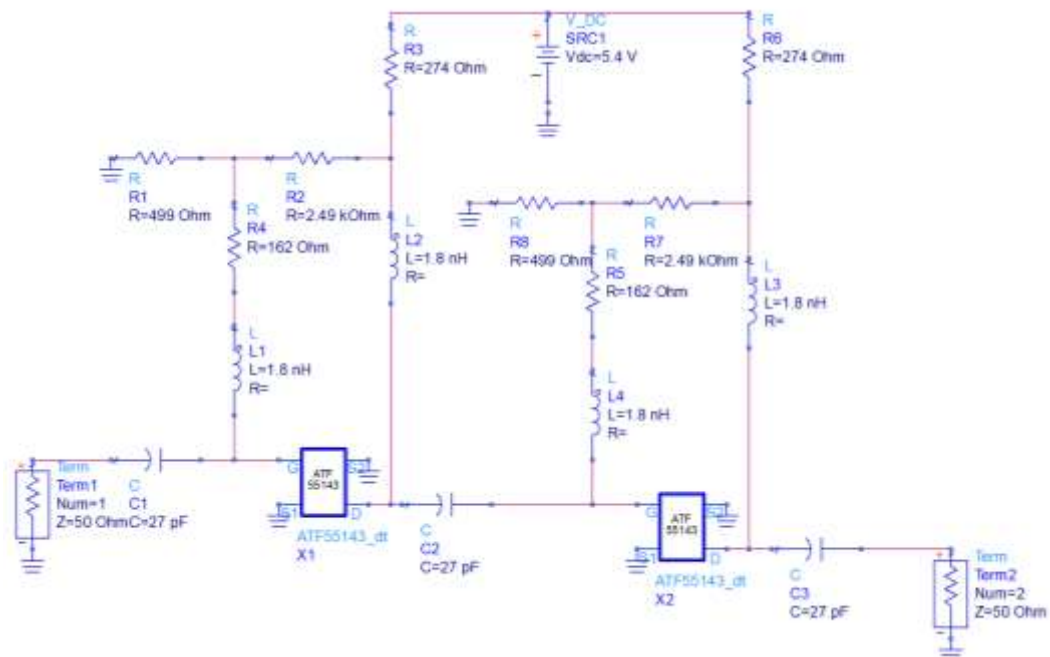 R
R3
R=274 Ohm
V_DC
SRC1
Vdc=5.4 V
R
R6
R=274 Ohm
R
R1
R=499 Ohm
R
R2
R=2.49 kOhm
R
R4
R=162 Ohm
L
L2
L=1.8 nH
R=
R
R8
R=499 Ohm
R
R7
R=2.49 kOhm
R
R5
R=162 Ohm
L
L3
L=1.8 nH
R=
L
L1
L=1.8 nH
R=
L
L4
L=1.8 nH
R=
Term
Term1
Num=1
Z=50 Ohm
C
C1
C=27 pF
G
S2
ATF
55143
S1
D
ATF55143_dt
X1
C
C2
C=27 pF
G
S2
ATF
55143
S1
D
ATF55143_dt
X2
C
C3
C=27 pF
Term
Term2
Num=2
Z=50 Ohm